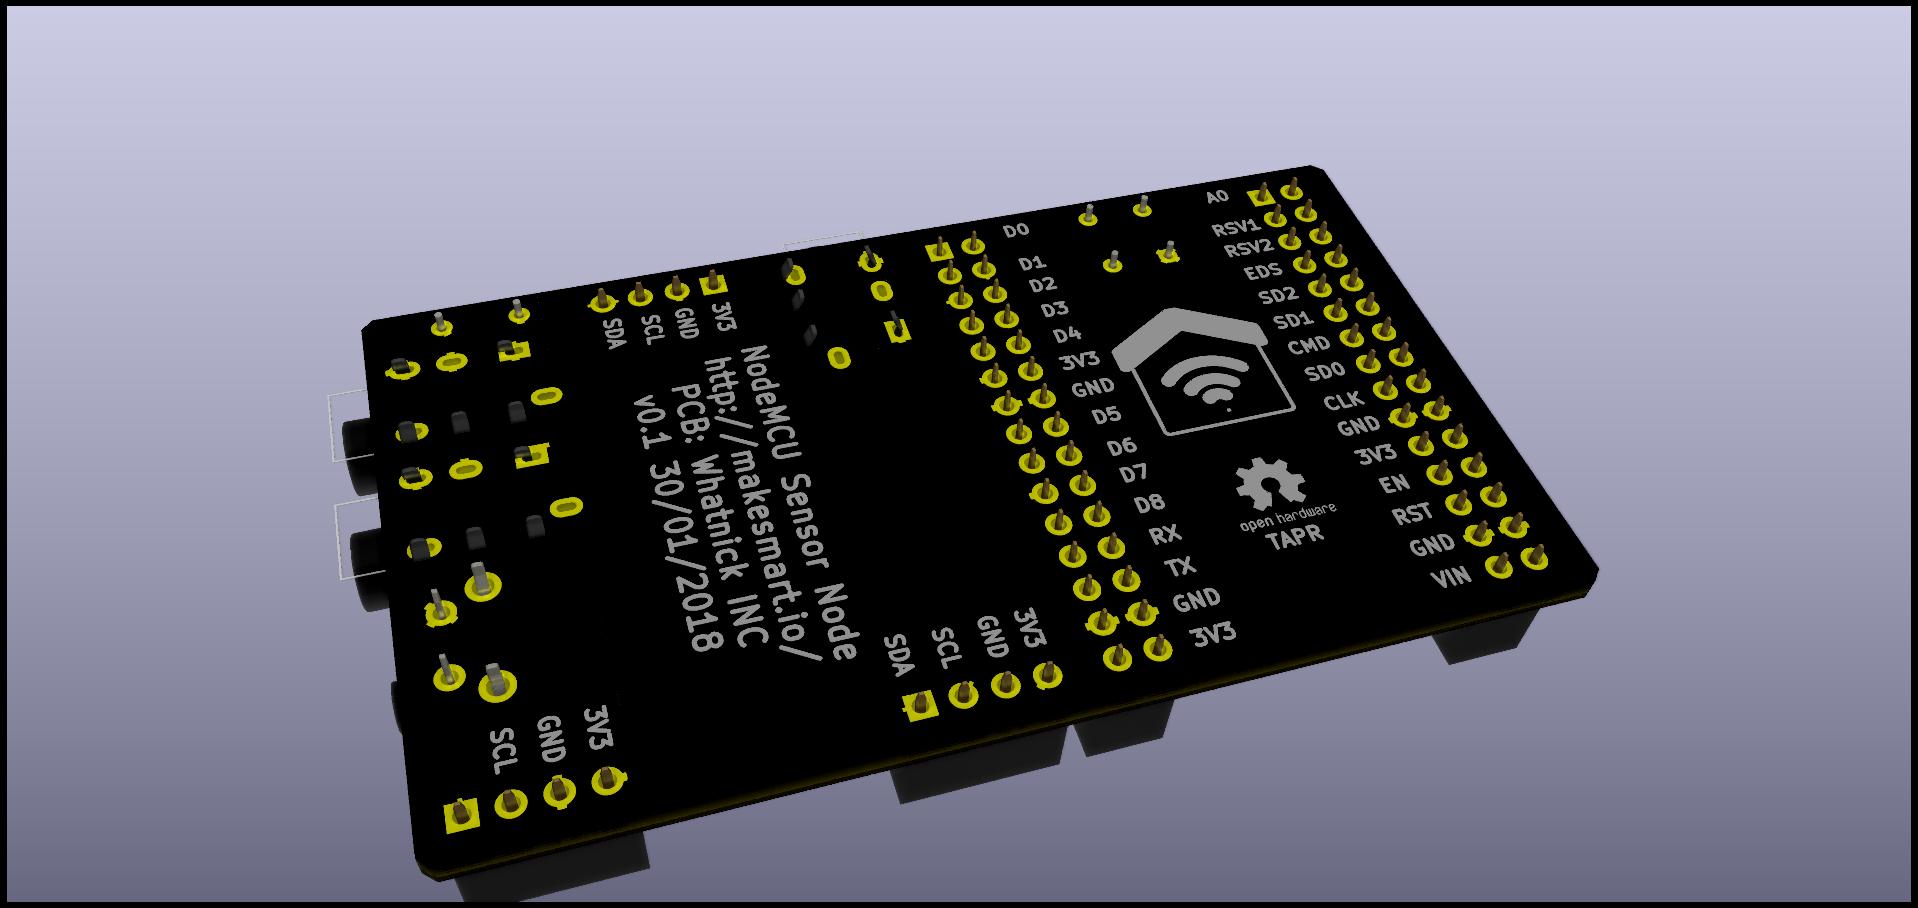 A0
RSV1
RSV2
EDS
SD2
SD1
CMD
SD0
CLK
GND
3V3
EN
RST
GND
VIN
D0
D1
D2
D3
D4
3V3
GND
D5
D6
D7
D8
RX
TX
GND
3V3
open hardware
TAPR
SDA
SCL
GND
3V3
NodeMCU Sensor Node
http://makesmart.io/
PCB: Whatnick INC
v0.1 30/01/2018
SDA
SCL
GND
3V3
SCL
GND
3V3